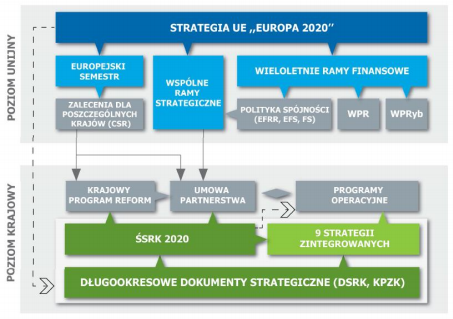 STRATEGIA UE „EUROPA 2020”
POZIOM UNIJNY
EUROPEJSKI
SEMESTR
WSPÓLNE
RAMY
STRATEGICZNE
WIELOLETNIE RAMY FINANSOWE
ZALECENIA DLA
POSZCZEGÓLNYCH
KRAJÓW (CSR)
POLITYKA SPÓJNOŚCI
(EFRR, EFS, FS)
WPR
WPRyb
POZIOM KRAJOWY
KRAJOWY
PROGRAM REFORM
UMOWA
PARTNERSTWA
PROGRAMY
OPERACYJNE
ŚSRK 2020
9 STRATEGII
ZINTEGROWANYCH
DŁUGOOKRESOWE DOKUMENTY STRATEGICZNE (DSRK, KPZK)